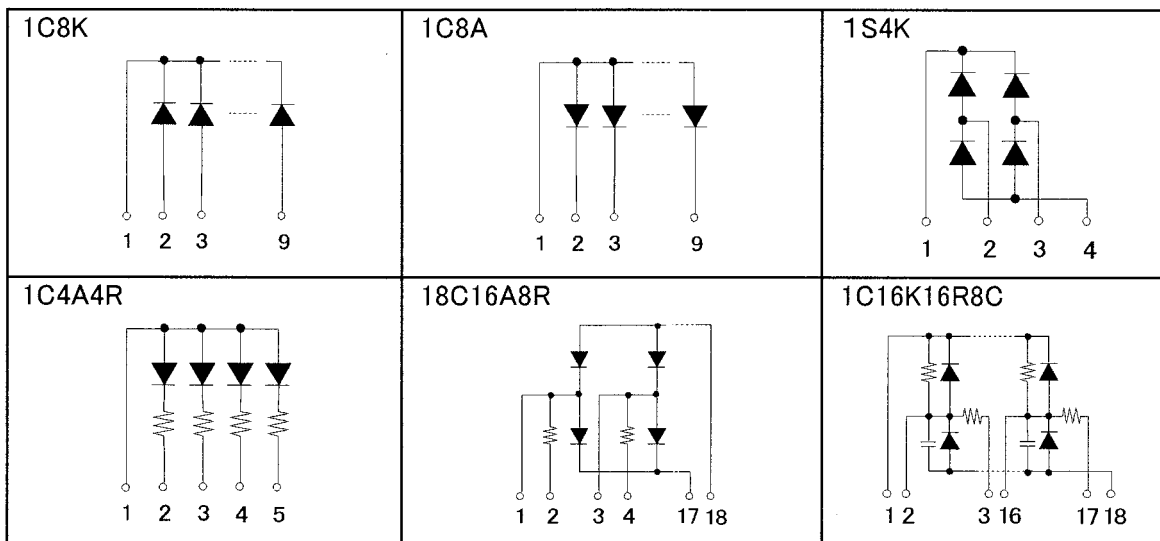 1C8K
1 2 3 9
1C8A
1 2 3 9
1S4K
1 2 3 4
1C4A4R
1 2 3 4 5
18C16A8R
1 2 3 4 17 18
1C16K16R8C
1 2 3 16 17 18